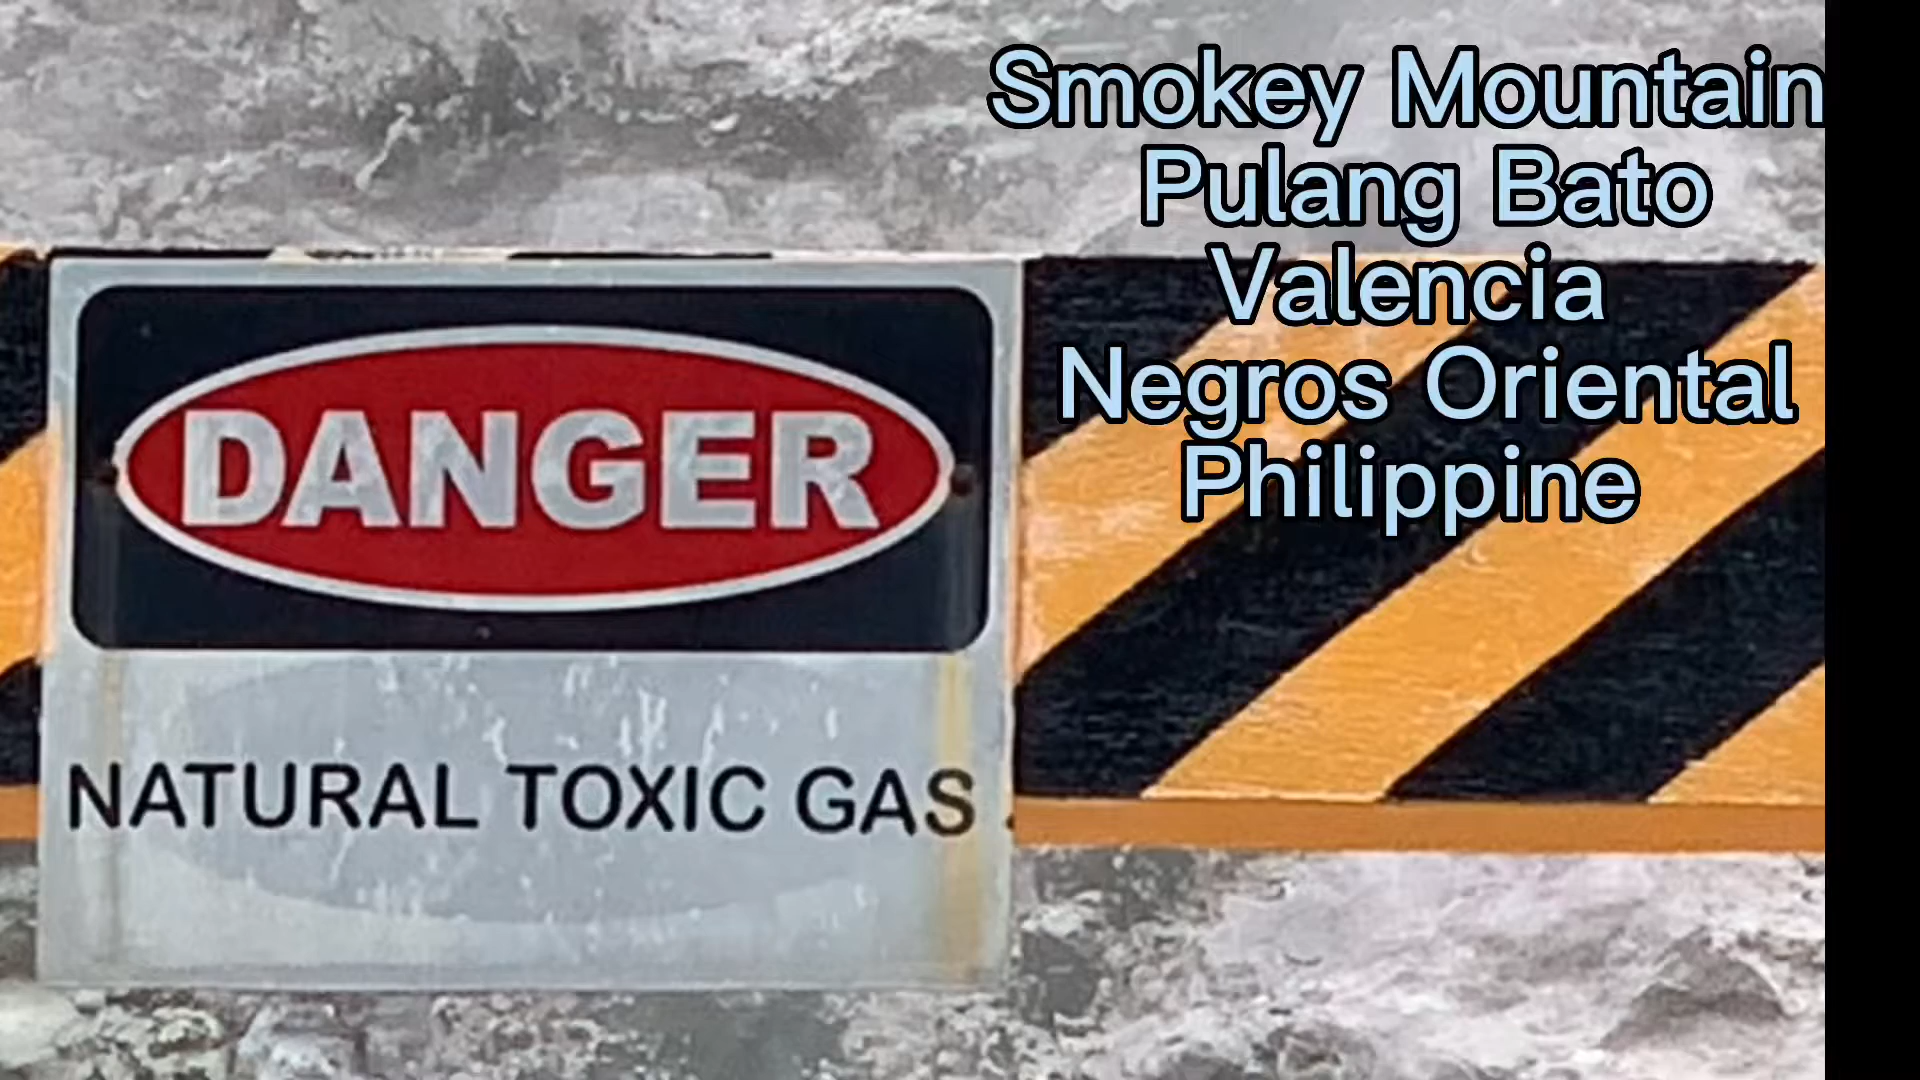 Smokey Mountain
Pulang Bato
Valencia
Negros Oriental
Philippine
DANGER
NATURAL TOXIC GAS